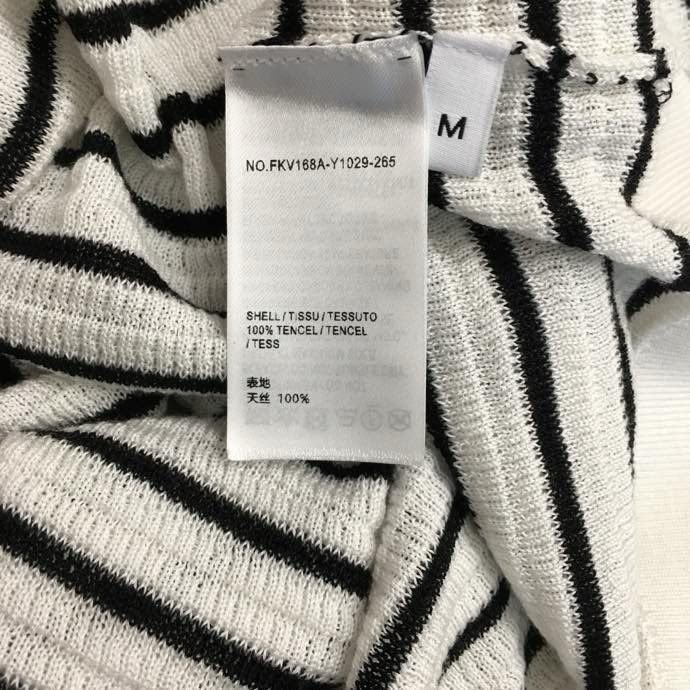 NO.FKV168A-Y1029-265
M
SHELL / TISSU / TESSUTO
100% TENCEL / TENCEL
/ TESS
表地
天丝 100%